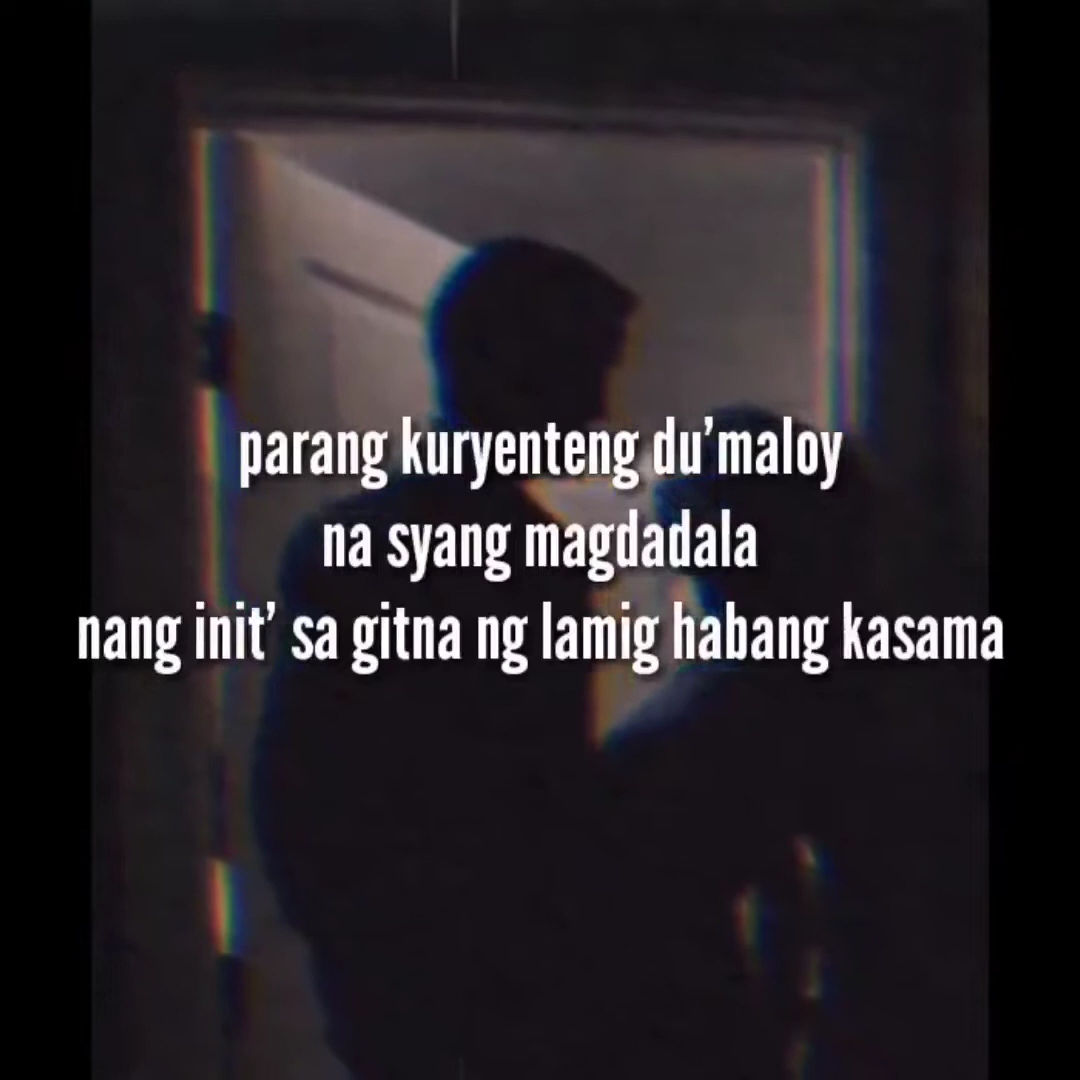 parang kuryenteng du’maloy
na syang magdadala
nang init’ sa gitna ng lamig habang kasama